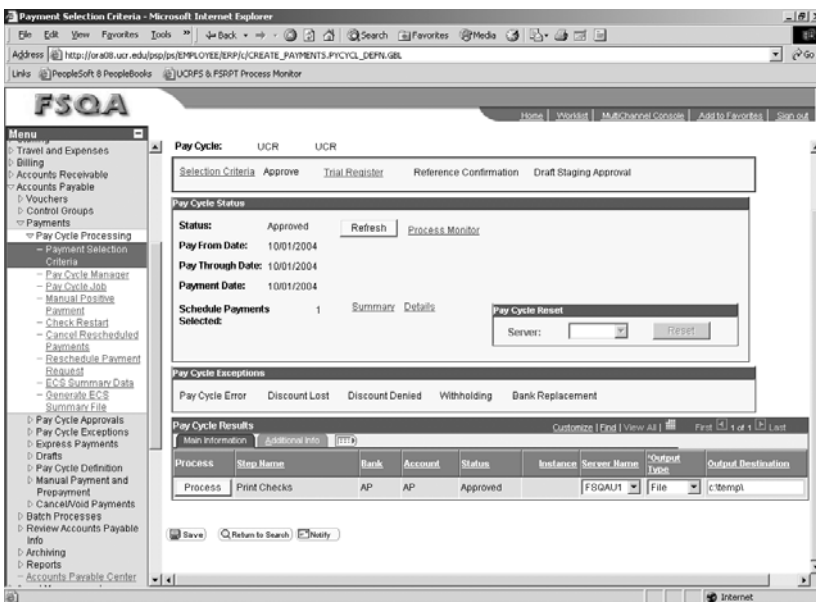 Payment Selection Criteria - Microsoft Internet Explorer
File Edit View Favorites Tools » Back Search Favorites Media
Address http://ora08.ucr.edu/psp/ps/EMPLOYEE/ERP/c/CREATE_PAYMENTS.PYCYCL_DEFN.GBL Go
Links PeopleSoft 8 PeopleBooks UCRFS & FSRPT Process Monitor
FSQA
Home Worklist MultiChannel Console Add to Favorites Sign out
Menu
Travel and Expenses
Billing
Accounts Receivable
Accounts Payable
Vouchers
Control Groups
Payments
Pay Cycle Processing
– Payment Selection
Criteria
– Pay Cycle Manager
– Pay Cycle Job
– Manual Positive
Payment
– Check Restart
– Cancel Rescheduled
Payments
– Reschedule Payment
Request
– ECS Summary Data
– Generate ECS
Summary File
Pay Cycle Approvals
Pay Cycle Exceptions
Express Payments
Drafts
Pay Cycle Definition
Manual Payment and
Prepayment
Cancel/Void Payments
Batch Processes
Review Accounts Payable
Info
Archiving
Reports
– Accounts Payable Center
Pay Cycle: UCR UCR
Selection Criteria Approve Trial Register Reference Confirmation Draft Staging Approval
Pay Cycle Status
Status: Approved Refresh Process Monitor
Pay From Date: 10/01/2004
Pay Through Date: 10/01/2004
Payment Date: 10/01/2004
Schedule Payments
Selected: 1 Summary Details
Pay Cycle Reset
Server: Reset
Pay Cycle Exceptions
Pay Cycle Error Discount Lost Discount Denied Withholding Bank Replacement
Pay Cycle Results Customize | Find | View All | First 1 of 1 Last
Main Information Additional Info
Process Step Name Bank Account Status Instance Server Name *Output Type Output Destination
Process Print Checks AP AP Approved FSQAU1 File c:\temp\
Save Return to Search Notify
Internet